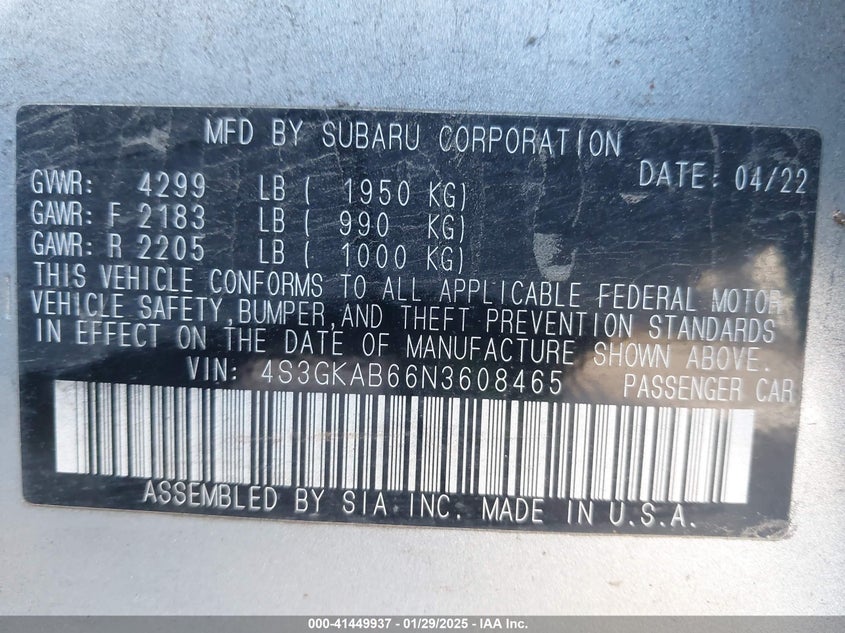 MFD BY SUBARU CORPORATION
GVWR: 4299 LB ( 1950 KG) DATE: 04/22
GAWR: F 2183 LB ( 990 KG)
GAWR: R 2205 LB ( 1000 KG)
THIS VEHICLE CONFORMS TO ALL APPLICABLE FEDERAL MOTOR
VEHICLE SAFETY, BUMPER, AND THEFT PREVENTION STANDARDS
IN EFFECT ON THE DATE OF MANUFACTURE SHOWN ABOVE.
VIN: 4S3GKAB66N3608465 PASSENGER CAR
ASSEMBLED BY SIA INC. MADE IN U.S.A.
000-41449937 - 01/29/2025 - IAA Inc.